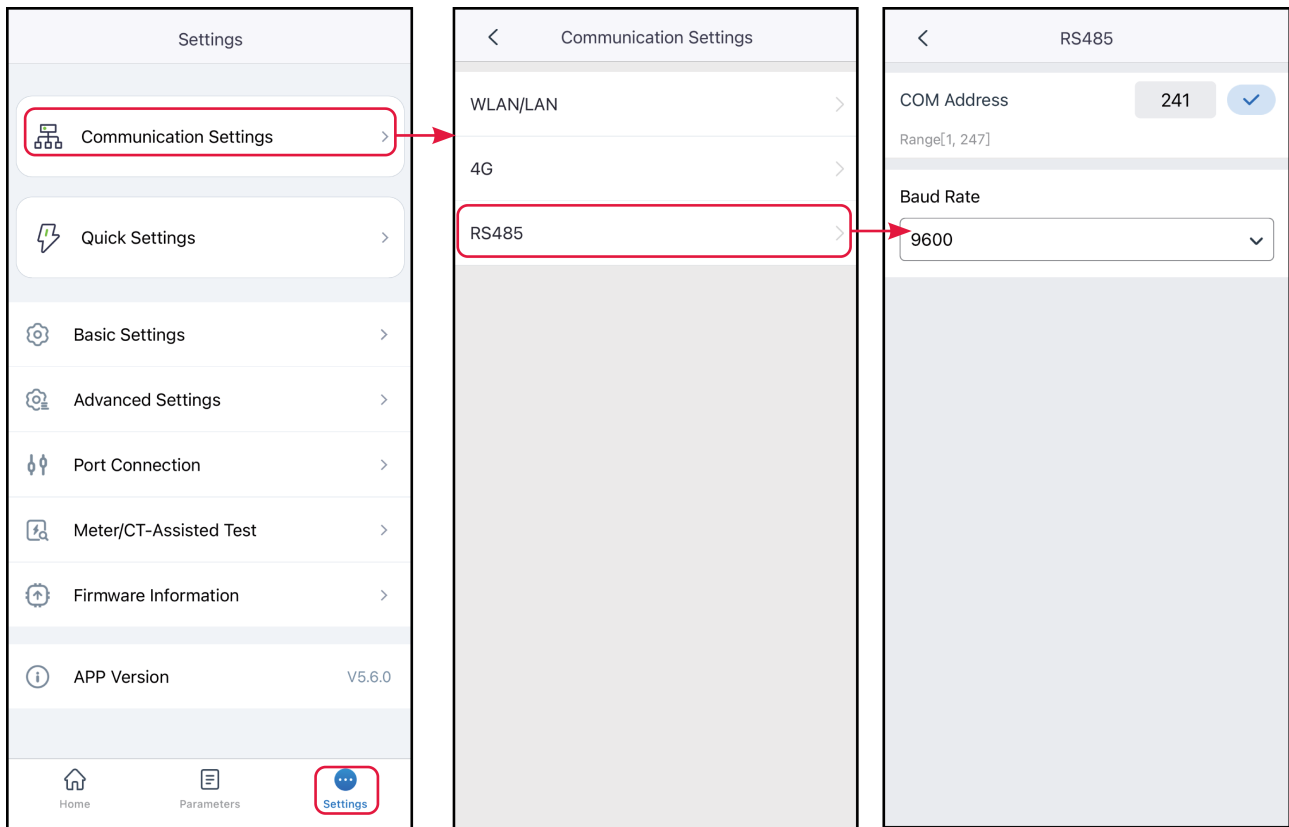 Settings
Communication Settings
Quick Settings
Basic Settings
Advanced Settings
Port Connection
Meter/CT-Assisted Test
Firmware Information
APP Version V5.6.0
Home Parameters Settings
Communication Settings
WLAN/LAN
4G
RS485
RS485
COM Address 241
Range[1, 247]
Baud Rate
9600